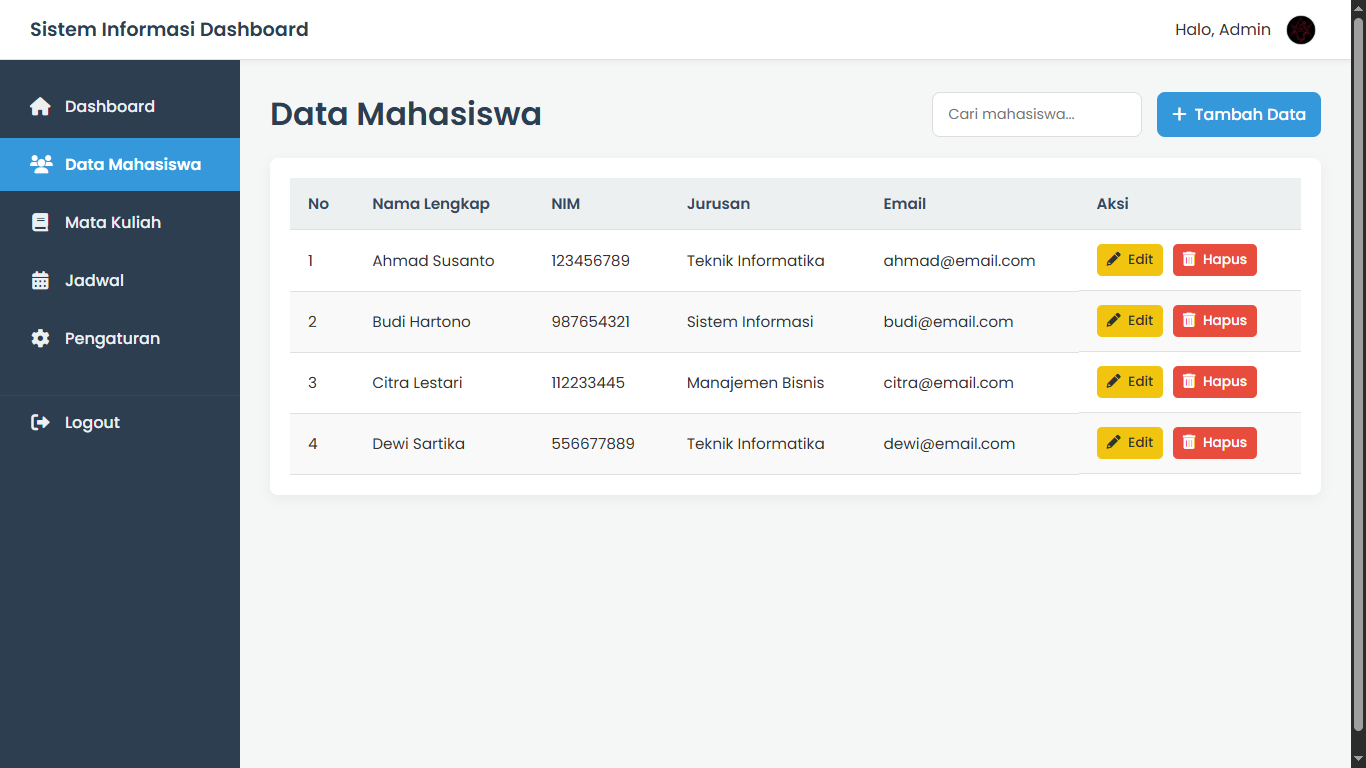 Sistem Informasi Dashboard
Halo, Admin
Dashboard
Data Mahasiswa
Mata Kuliah
Jadwal
Pengaturan
Logout
Data Mahasiswa
Cari mahasiswa...
+ Tambah Data
No Nama Lengkap NIM Jurusan Email Aksi
1 Ahmad Susanto 123456789 Teknik Informatika ahmad@email.com Edit Hapus
2 Budi Hartono 987654321 Sistem Informasi budi@email.com Edit Hapus
3 Citra Lestari 112233445 Manajemen Bisnis citra@email.com Edit Hapus
4 Dewi Sartika 556677889 Teknik Informatika dewi@email.com Edit Hapus